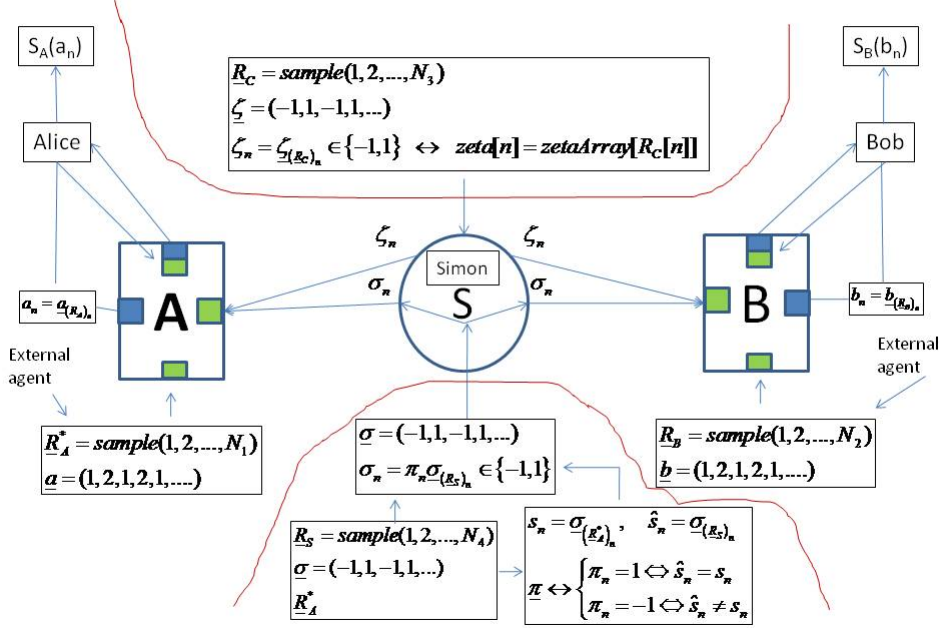 S_A(a_n)
S_B(b_n)
R_C = sample(1, 2, ..., N_3)
ζ = (−1, 1, −1, 1, ...)
ζ_n = ζ_{(R_C)_n} ∈ {−1, 1} ↔ zeta[n] = zetaArray[R_C[n]]
Alice
Bob
ζ_n
ζ_n
Simon
σ_n
S
σ_n
A
B
a_n = a_{(R_A)_n}
b_n = b_{(R_B)_n}
External
agent
External
agent
R*_A = sample(1, 2, ..., N_1)
a = (1, 2, 1, 2, 1, ....)
σ = (−1, 1, −1, 1, ...)
σ_n = π_n σ_{(R_S)_n} ∈ {−1, 1}
R_B = sample(1, 2, ..., N_2)
b = (1, 2, 1, 2, 1, ....)
R_S = sample(1, 2, ..., N_4)
σ = (−1, 1, −1, 1, ...)
R*_A
s_n = σ_{(R*_A)_n}, ŝ_n = σ_{(R_S)_n}
π ↔ { π_n = 1 ⇔ ŝ_n = s_n
π_n = −1 ⇔ ŝ_n ≠ s_n